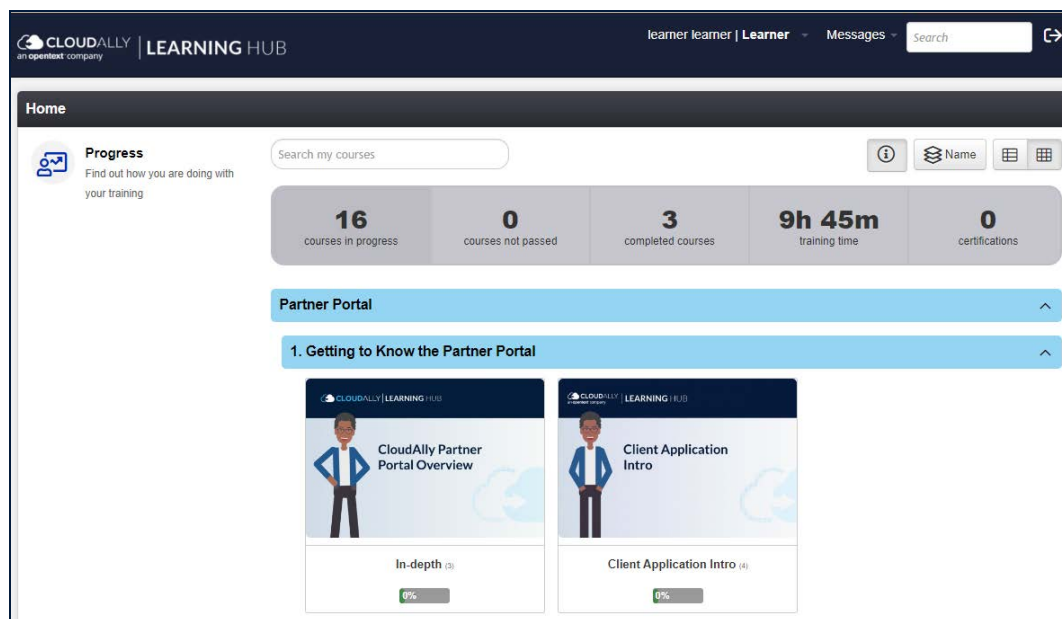 CLOUDALLY | LEARNING HUB
an opentext company
learner learner | Learner
Messages
Search
Home
Progress
Find out how you are doing with
your training
Search my courses
Name
16
courses in progress
0
courses not passed
3
completed courses
9h 45m
training time
0
certifications
Partner Portal
1. Getting to Know the Partner Portal
CLOUDALLY | LEARNING HUB
CloudAlly Partner
Portal Overview
In-depth (3)
0%
CLOUDALLY | LEARNING HUB
an opentext company
Client Application
Intro
Client Application Intro (4)
0%